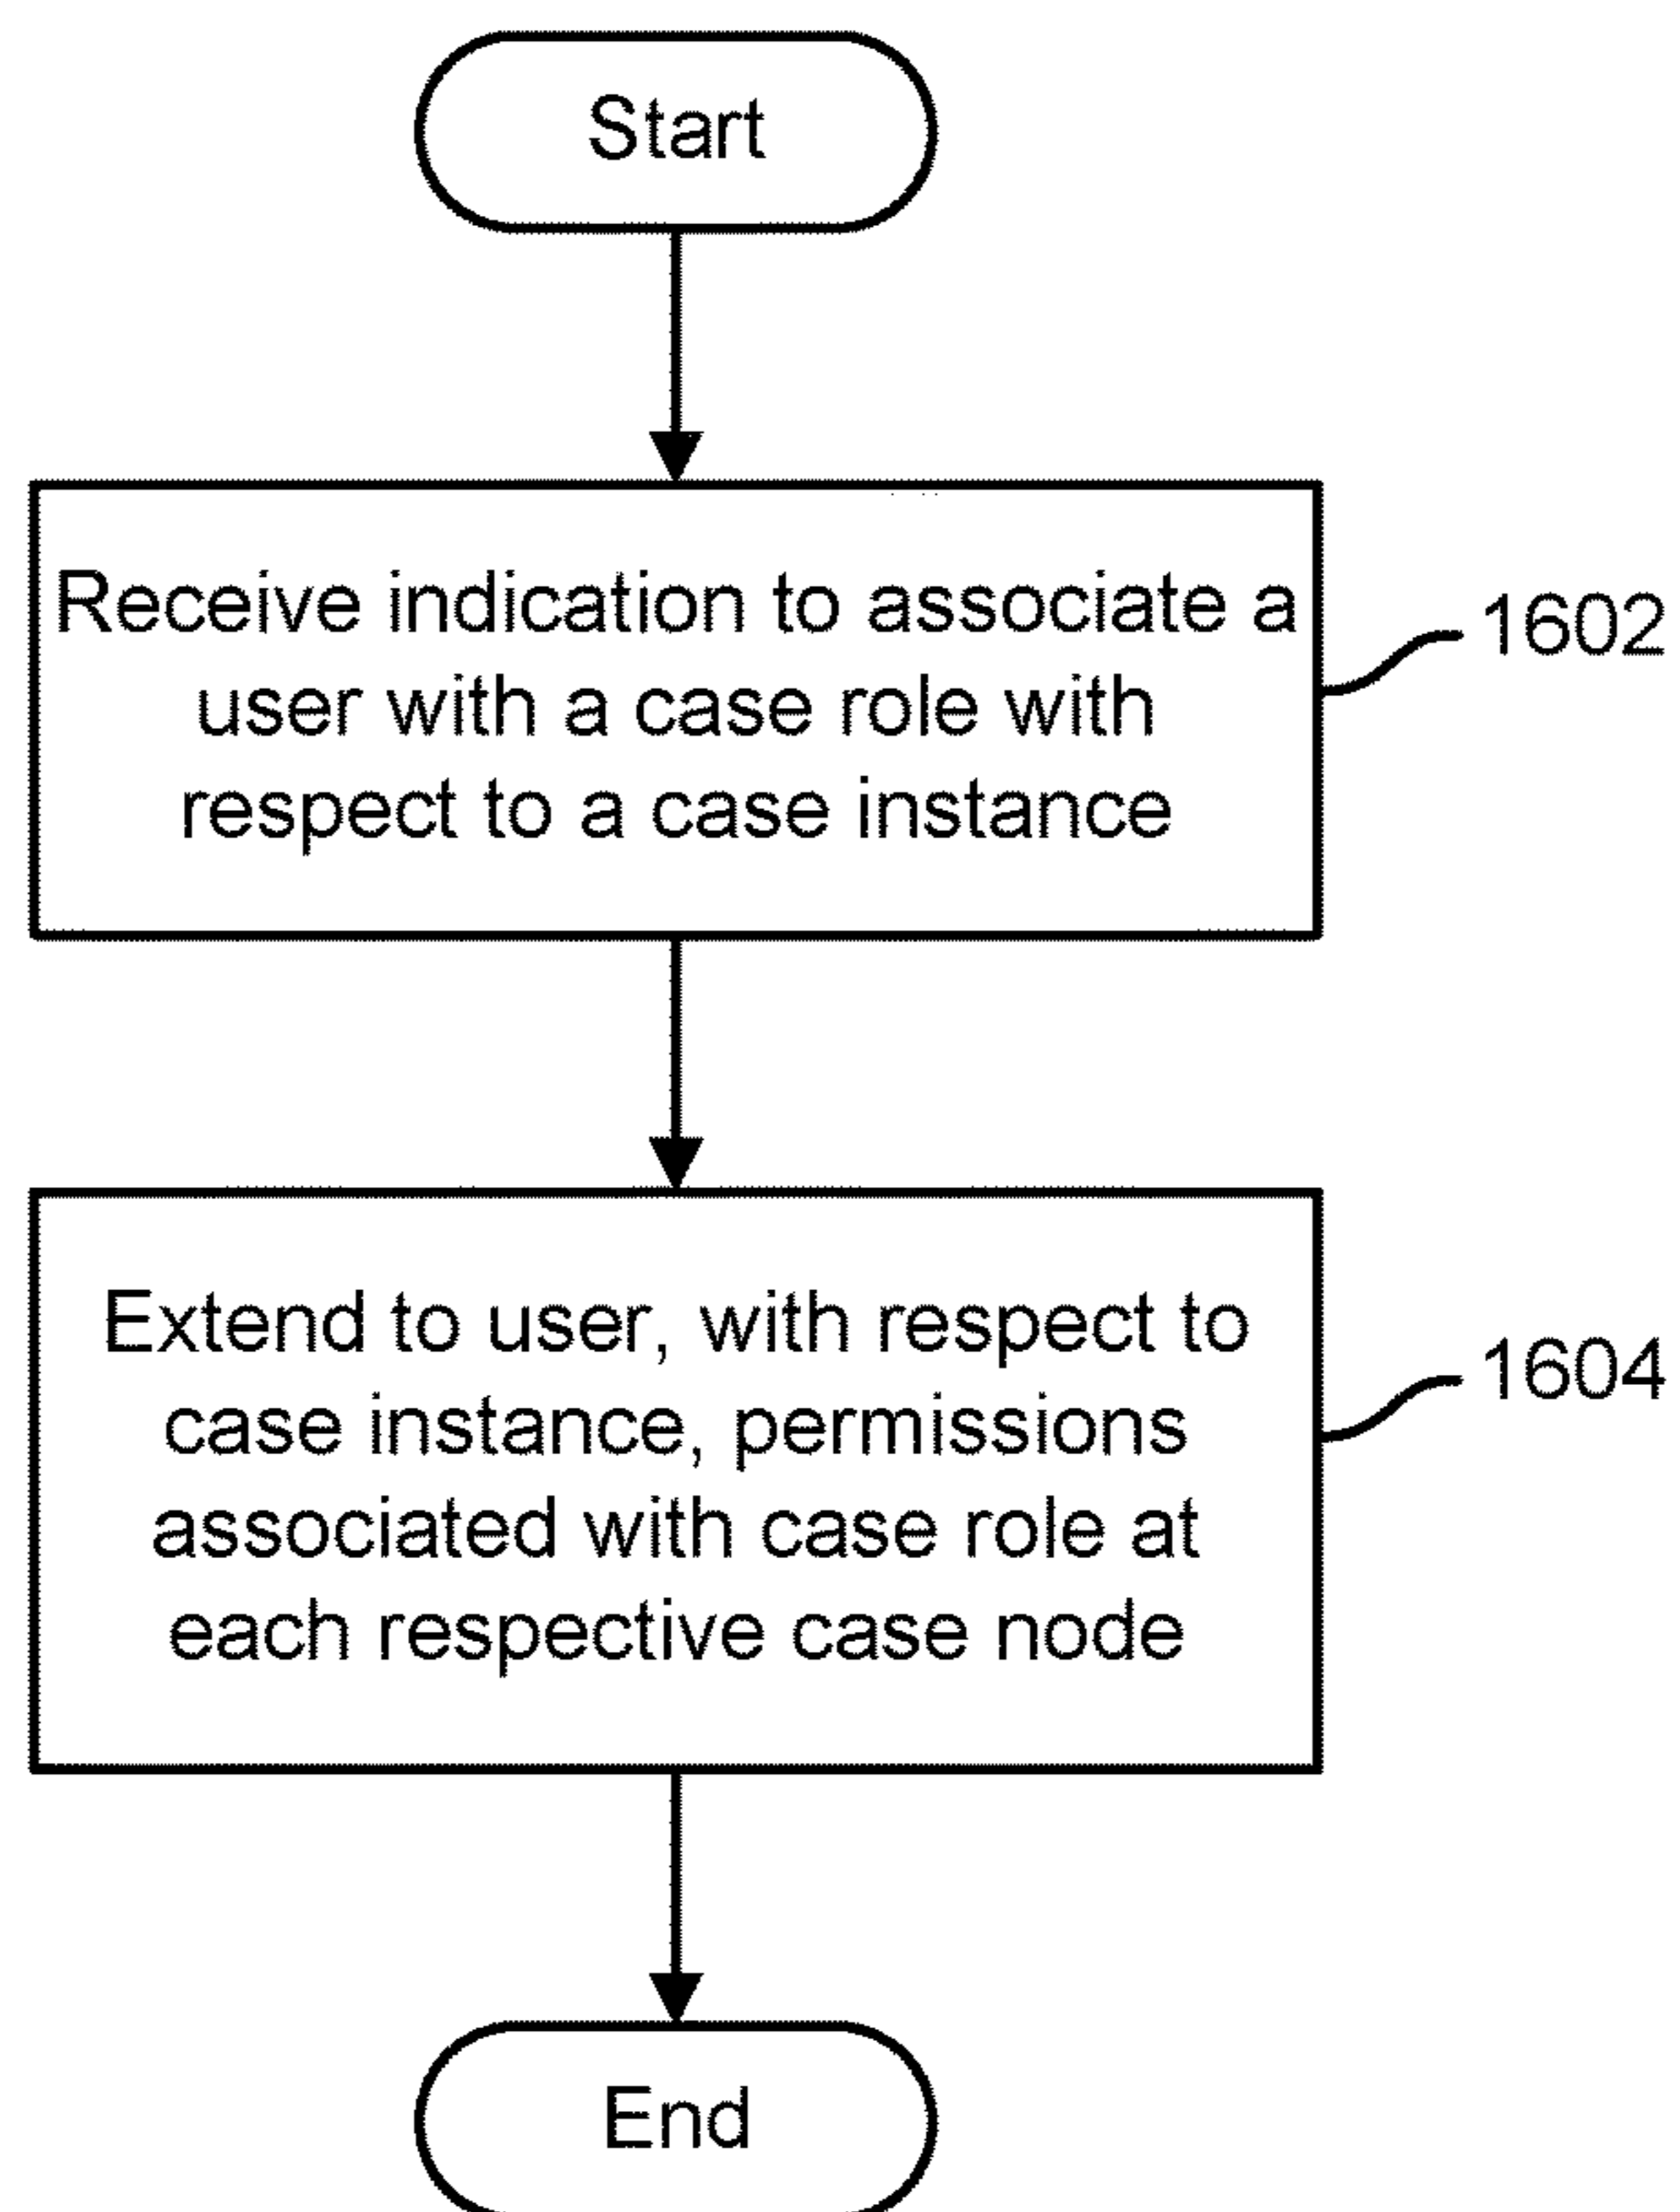 Start
Receive indication to associate a
user with a case role with
respect to a case instance
1602
Extend to user, with respect to
case instance, permissions
associated with case role at
each respective case node
1604
End